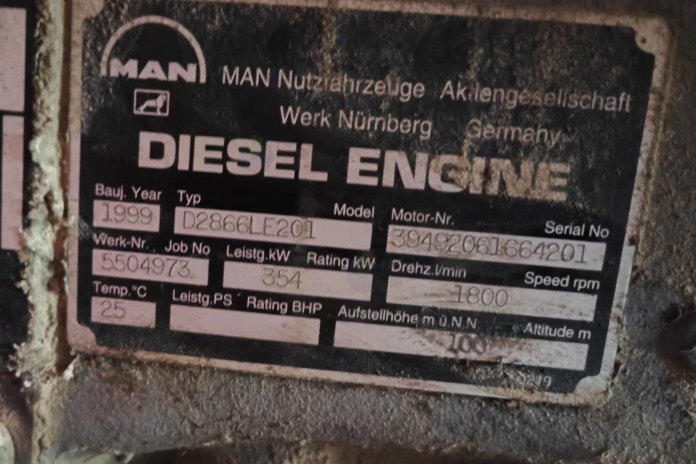 MAN
MAN Nutzfahrzeuge Aktiengesellschaft
Werk Nürnberg Germany
DIESEL ENGINE
Bauj. Year Typ Model Motor-Nr. Serial No
1999 D2866LE201 39492061664201
Werk-Nr. Job No Leistg.kW Rating kW Drehz.l/min Speed rpm
5504973 354 1800
Temp.°C Leistg.PS Rating BHP Aufstellhöhe m ü.N.N Altitude m
25 100